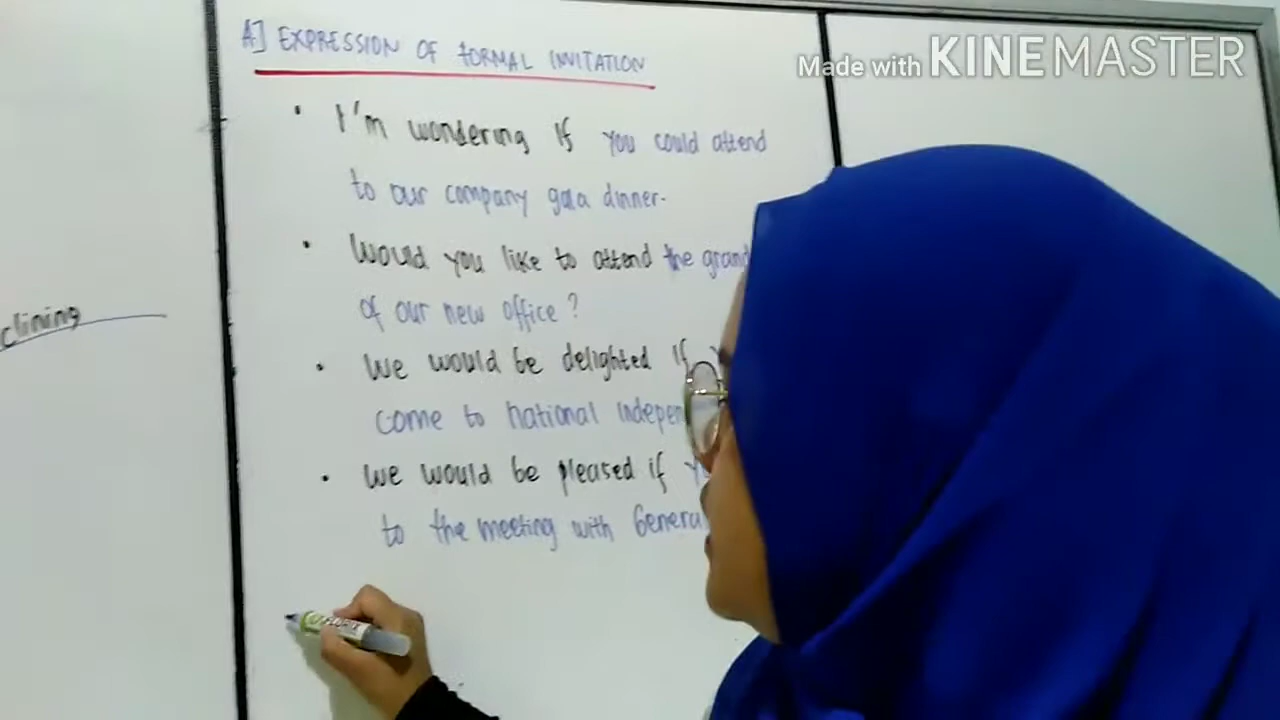 A] EXPRESSION OF FORMAL INVITATION
Made with KINEMASTER
• I'm wondering if you could attend
to our company gala dinner.
• Would you like to attend the grand
of our new office?
clining
• We would be delighted if
come to national indepen
• We would be pleased if
to the meeting with Genera